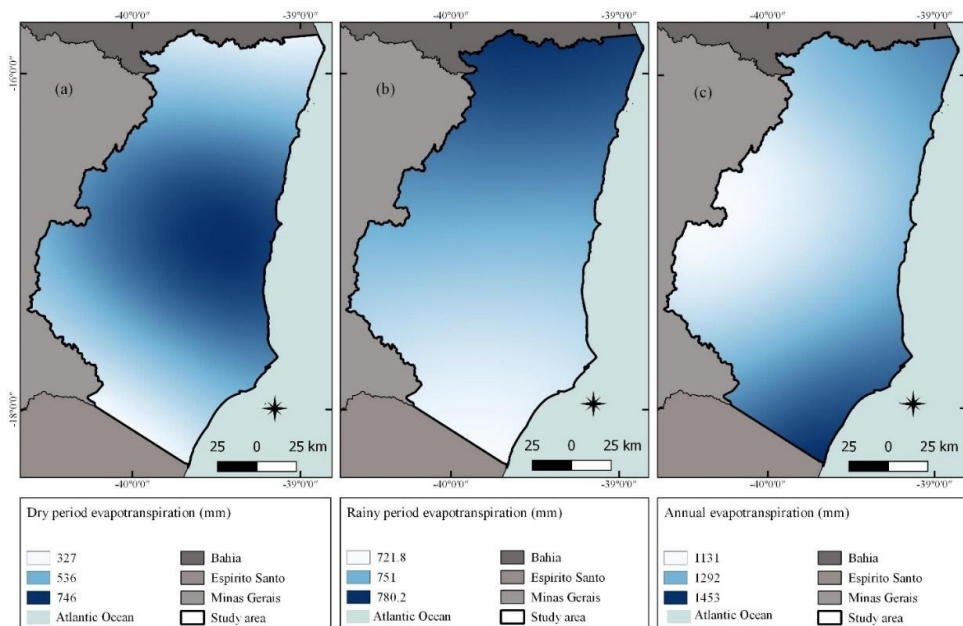 -40°0'0" -39°0'0" -40°0'0" -39°0'0" -40°0'0" -39°0'0"
-16°0'0"
(a) (b) (c)
-18°0'0"
25 0 25 km 25 0 25 km 25 0 25 km
-40°0'0" -39°0'0" -40°0'0" -39°0'0" -40°0'0" -39°0'0"
Dry period evapotranspiration (mm)
327 Bahia
536 Espírito Santo
746 Minas Gerais
Atlantic Ocean Study area
Rainy period evapotranspiration (mm)
721.8 Bahia
751 Espírito Santo
780.2 Minas Gerais
Atlantic Ocean Study area
Annual evapotranspiration (mm)
1131 Bahia
1292 Espírito Santo
1453 Minas Gerais
Atlantic Ocean Study area